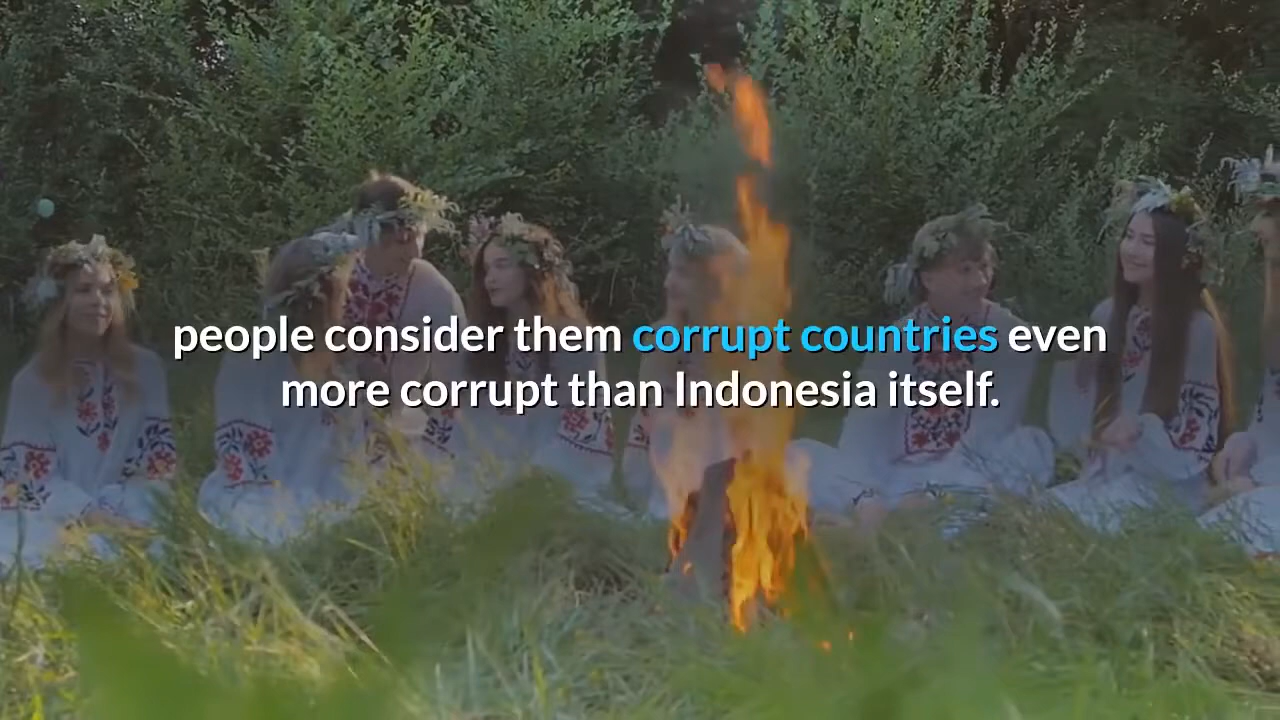 people consider them corrupt countries even
more corrupt than Indonesia itself.